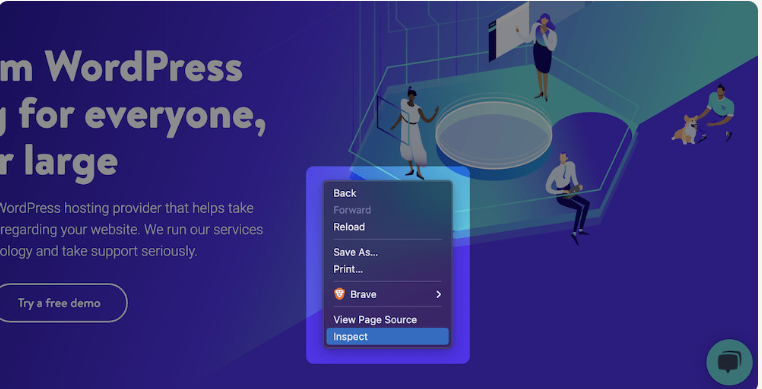 m WordPress
g for everyone,
r large
WordPress hosting provider that helps take
regarding your website. We run our services
ology and take support seriously.
Try a free demo
Back
Forward
Reload
Save As...
Print...
Brave
View Page Source
Inspect